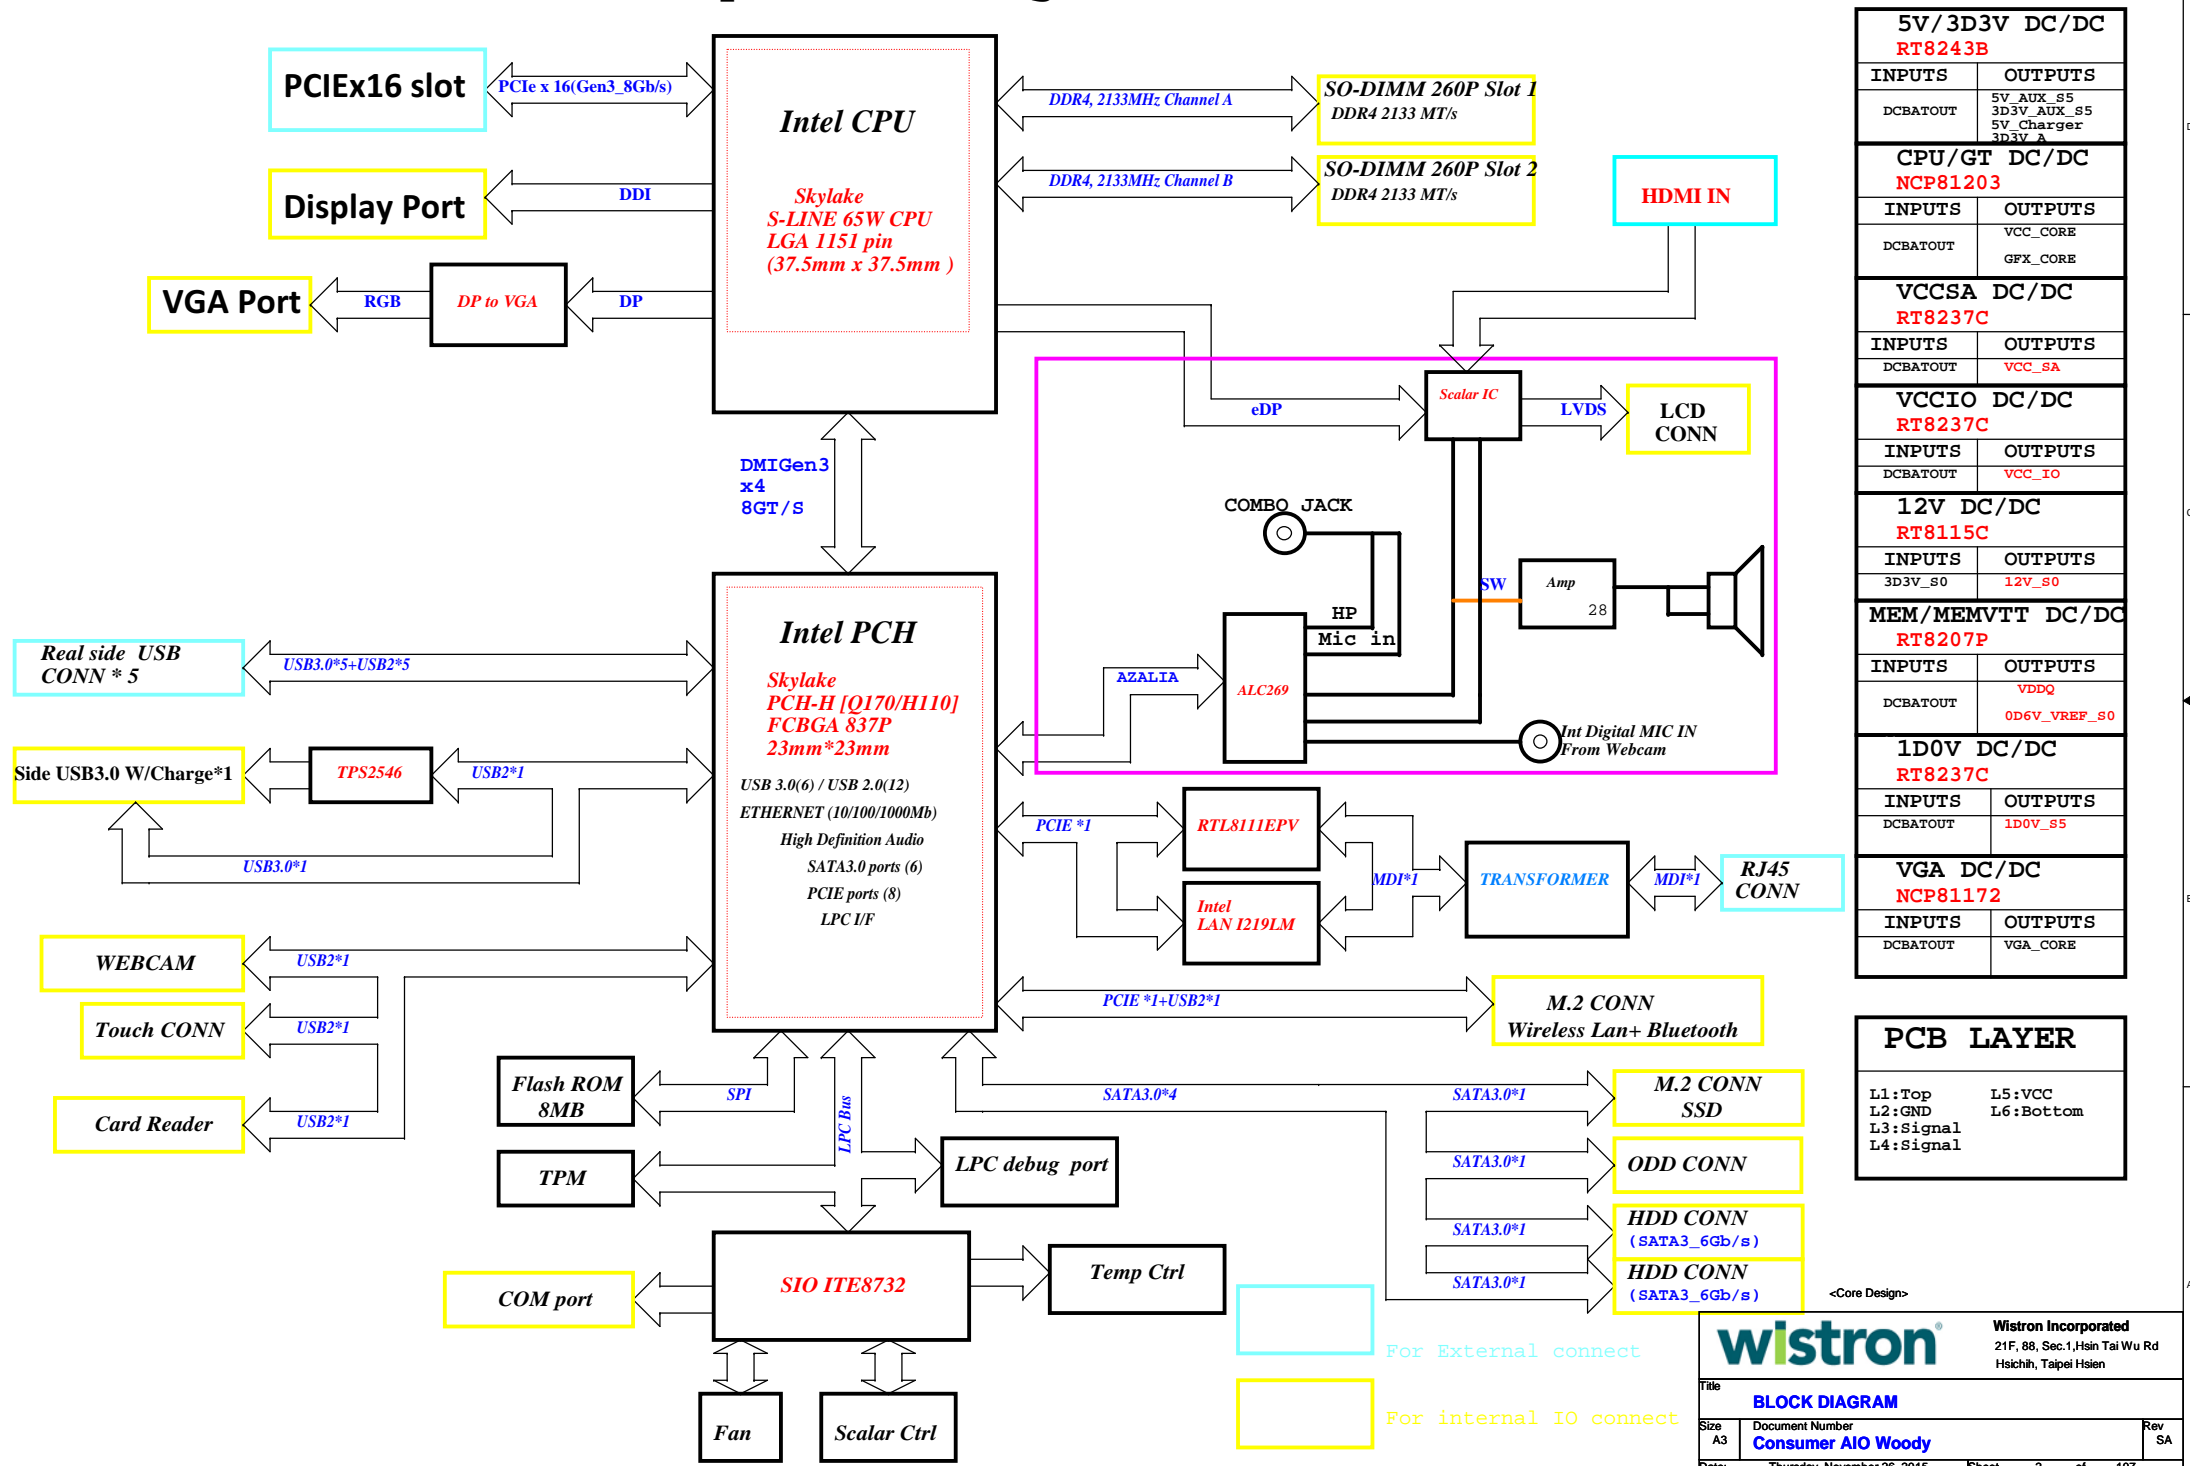 PCIEx16 slot
PCIe x 16(Gen3_8Gb/s)
Display Port
DDI
VGA Port
RGB
DP to VGA
DP
Intel CPU
Skylake
S-LINE 65W CPU
LGA 1151 pin
(37.5mm x 37.5mm )
DDR4, 2133MHz Channel A
SO-DIMM 260P Slot 1
DDR4 2133 MT/s
DDR4, 2133MHz Channel B
SO-DIMM 260P Slot 2
DDR4 2133 MT/s
HDMI IN
eDP
Scalar IC
LVDS
LCD
CONN
DMIGen3
x4
8GT/S
COMBO JACK
HP
Mic in
SW
Amp
28
AZALIA
ALC269
Int Digital MIC IN
From Webcam
Intel PCH
Skylake
PCH-H [Q170/H110]
FCBGA 837P
23mm*23mm
USB 3.0(6) / USB 2.0(12)
ETHERNET (10/100/1000Mb)
High Definition Audio
SATA3.0 ports (6)
PCIE ports (8)
LPC I/F
Real side USB
CONN * 5
USB3.0*5+USB2*5
Side USB3.0 W/Charge*1
TPS2546
USB2*1
USB3.0*1
WEBCAM
USB2*1
Touch CONN
USB2*1
Card Reader
USB2*1
PCIE *1
RTL8111EPV
Intel
LAN I219LM
MDI*1
TRANSFORMER
MDI*1
RJ45
CONN
PCIE *1+USB2*1
M.2 CONN
Wireless Lan+ Bluetooth
Flash ROM
8MB
SPI
LPC Bus
TPM
LPC debug port
SATA3.0*4
SATA3.0*1
M.2 CONN
SSD
SATA3.0*1
ODD CONN
SATA3.0*1
HDD CONN
(SATA3_6Gb/s)
SATA3.0*1
HDD CONN
(SATA3_6Gb/s)
SIO ITE8732
COM port
Temp Ctrl
Fan
Scalar Ctrl
For External connect
For internal IO connect
5V/3D3V DC/DC
RT8243B
INPUTS OUTPUTS
DCBATOUT
5V_AUX_S5
3D3V_AUX_S5
5V_Charger
3D3V_A
CPU/GT DC/DC
NCP81203
INPUTS OUTPUTS
DCBATOUT
VCC_CORE
GFX_CORE
VCCSA DC/DC
RT8237C
INPUTS OUTPUTS
DCBATOUT VCC_SA
VCCIO DC/DC
RT8237C
INPUTS OUTPUTS
DCBATOUT VCC_IO
12V DC/DC
RT8115C
INPUTS OUTPUTS
3D3V_S0 12V_S0
MEM/MEMVTT DC/DC
RT8207P
INPUTS OUTPUTS
DCBATOUT
VDDQ
0D6V_VREF_S0
1D0V DC/DC
RT8237C
INPUTS OUTPUTS
DCBATOUT 1D0V_S5
VGA DC/DC
NCP81172
INPUTS OUTPUTS
DCBATOUT VGA_CORE
PCB LAYER
L1:Top L5:VCC
L2:GND L6:Bottom
L3:Signal
L4:Signal
<Core Design>
wistron®
Wistron Incorporated
21F, 88, Sec.1,Hsin Tai Wu Rd
Hsichih, Taipei Hsien
Title
BLOCK DIAGRAM
Size
A3
Document Number
Consumer AIO Woody
Rev
SA
Date: Thursday, November 26, 2015 Sheet 2 of 107